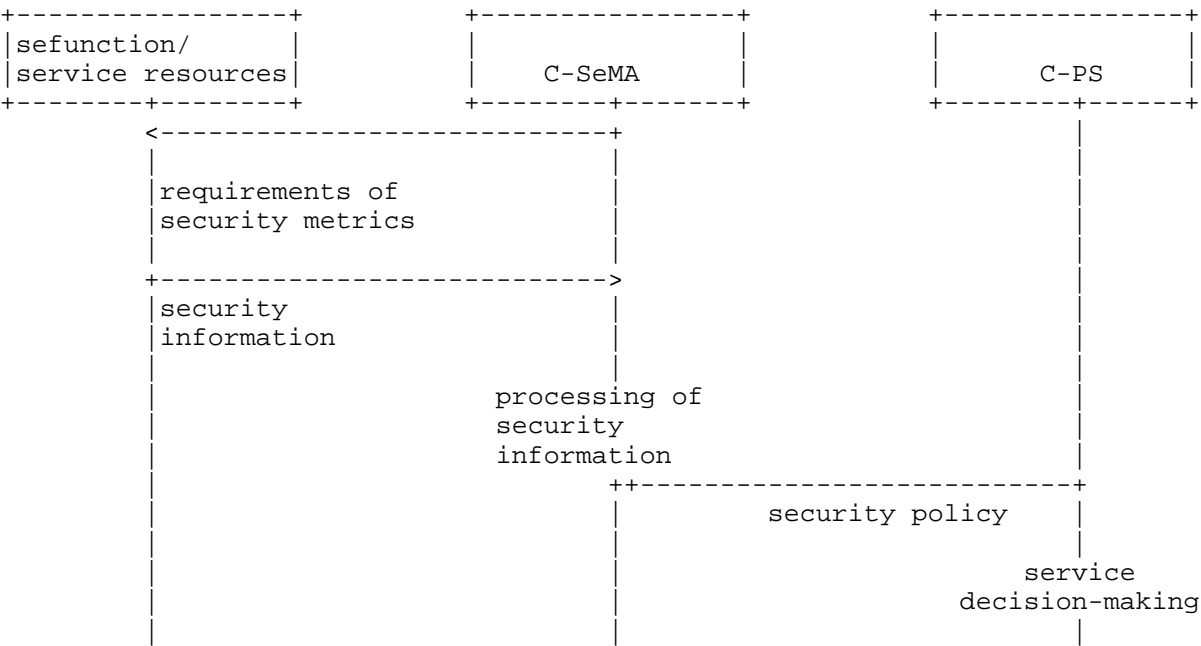 sefunction/
service resources
C-SeMA
C-PS
requirements of
security metrics
security
information
processing of
security
information
security policy
service
decision-making